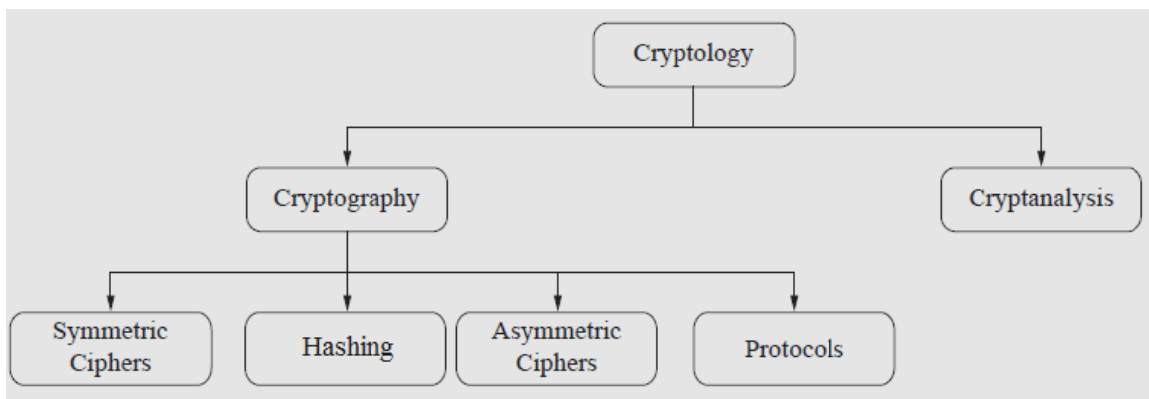 Cryptology
Cryptography
Cryptanalysis
Symmetric
Ciphers
Hashing
Asymmetric
Ciphers
Protocols